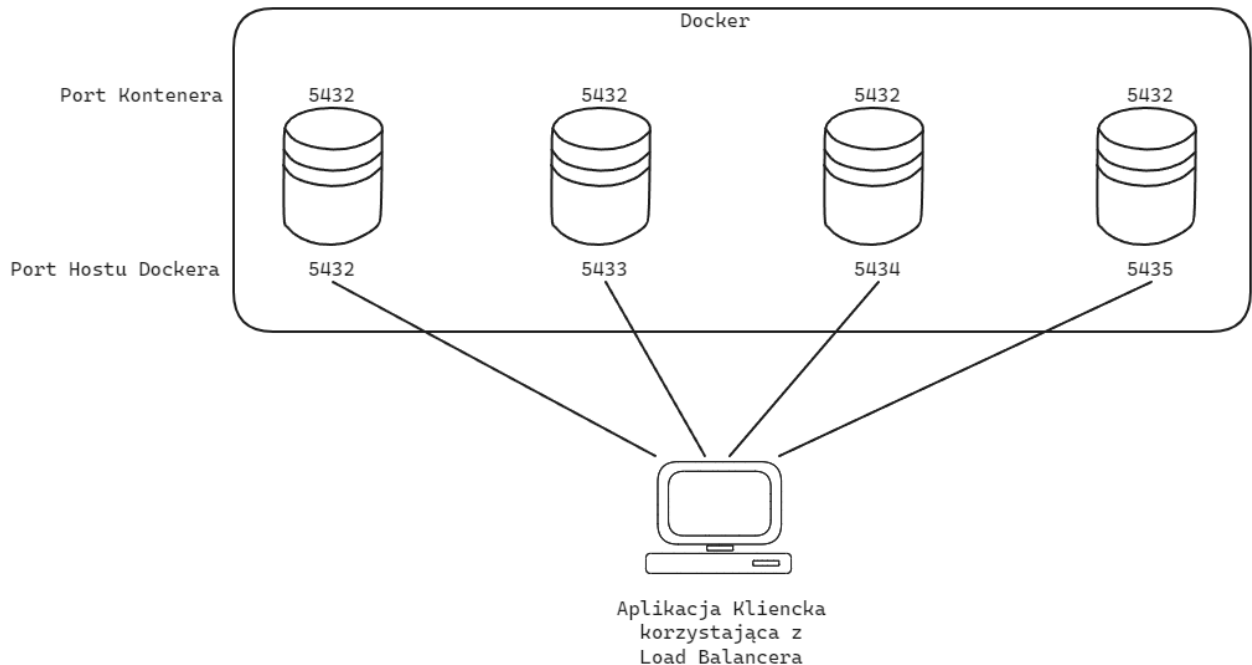 Docker
Port Kontenera 5432 5432 5432 5432
Port Hostu Dockera 5432 5433 5434 5435
Aplikacja Kliencka
korzystająca z
Load Balancera